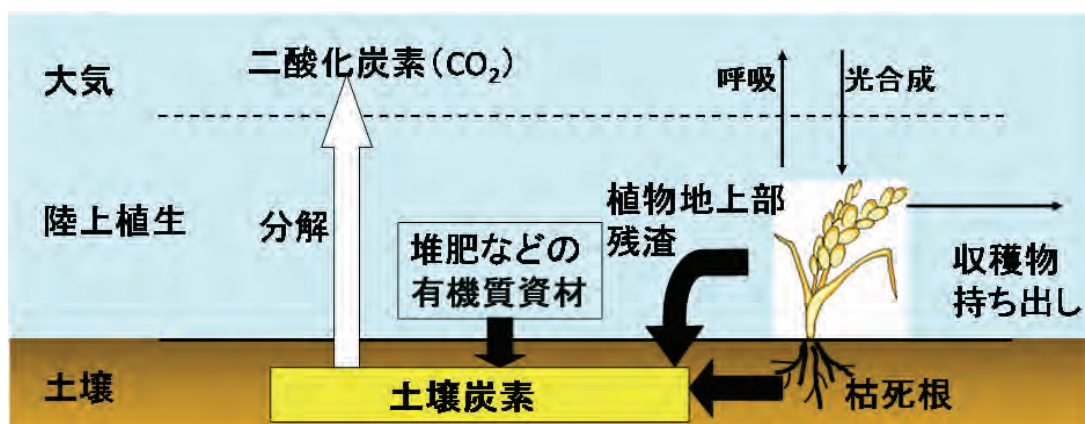 大気
二酸化炭素（CO₂）
呼吸
光合成
陸上植生
分解
堆肥などの
有機質資材
植物地上部
残渣
収穫物
持ち出し
土壌
土壌炭素
枯死根